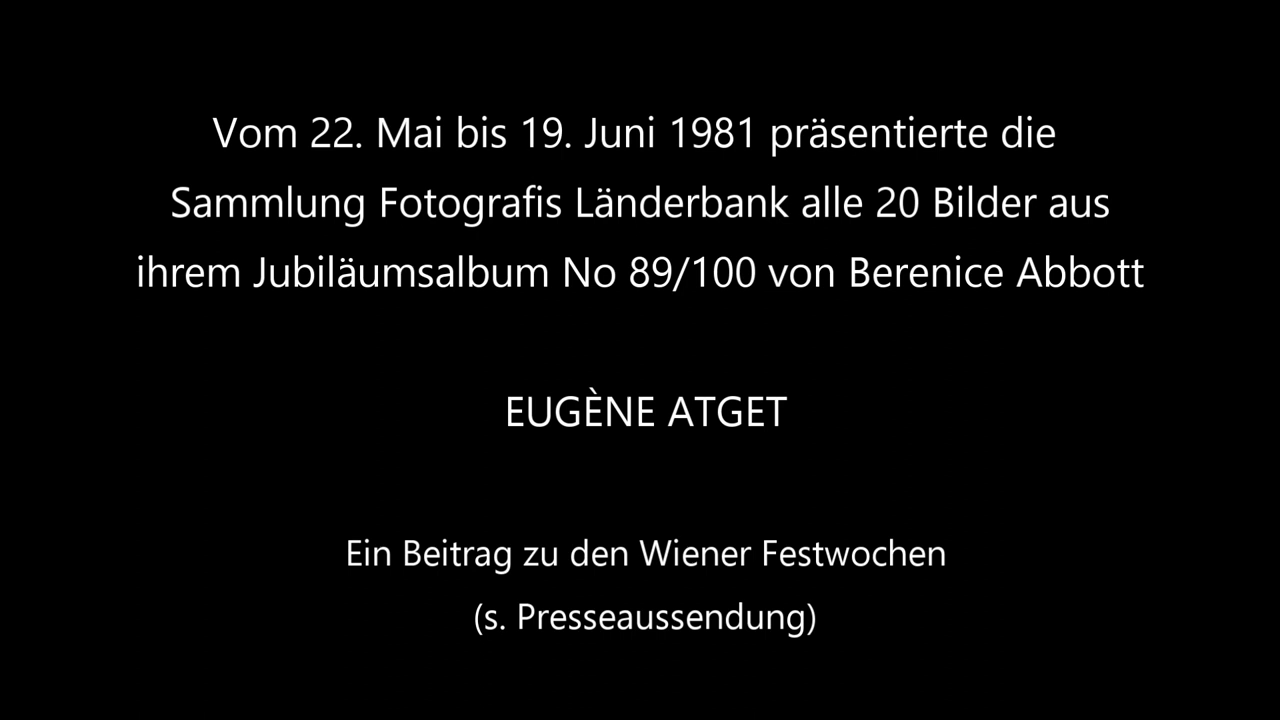 Vom 22. Mai bis 19. Juni 1981 präsentierte die
Sammlung Fotografis Länderbank alle 20 Bilder aus
ihrem Jubiläumsalbum No 89/100 von Berenice Abbott
EUGÈNE ATGET
Ein Beitrag zu den Wiener Festwochen
(s. Presseaussendung)